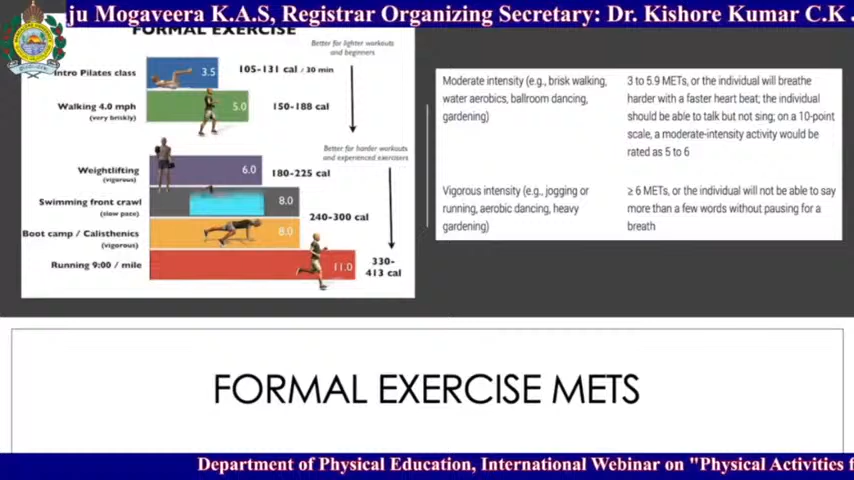 ju Mogaveera K.A.S, Registrar Organizing Secretary: Dr. Kishore Kumar C.K
FORMAL EXERCISE
Better for lighter workouts
and beginners
Intro Pilates class
3.5
105-131 cal / 30 min
Walking 4.0 mph
(very briskly)
5.0
150-188 cal
Better for harder workouts
and experienced exercisers
Weightlifting
(vigorous)
6.0
180-225 cal
Swimming front crawl
(slow pace)
8.0
240-300 cal
Boot camp / Calisthenics
(vigorous)
8.0
Running 9:00 / mile
11.0
330-
413 cal
Moderate intensity (e.g., brisk walking,
water aerobics, ballroom dancing,
gardening)
3 to 5.9 METs, or the individual will breathe
harder with a faster heart beat; the individual
should be able to talk but not sing; on a 10-point
scale, a moderate-intensity activity would be
rated as 5 to 6
Vigorous intensity (e.g., jogging or
running, aerobic dancing, heavy
gardening)
≥ 6 METs, or the individual will not be able to say
more than a few words without pausing for a
breath
FORMAL EXERCISE METS
Department of Physical Education, International Webinar on "Physical Activities f